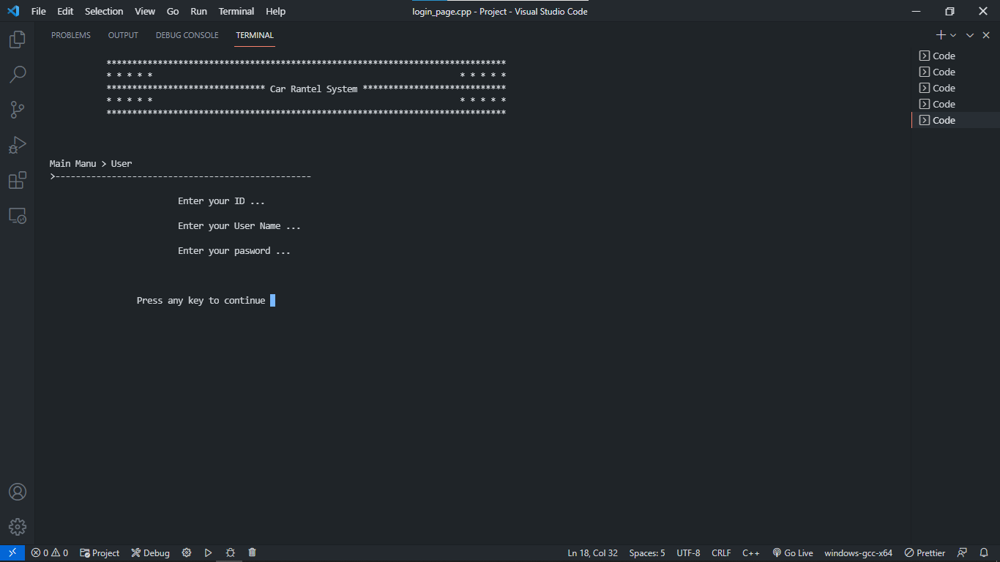 File Edit Selection View Go Run Terminal Help login_page.cpp - Project - Visual Studio Code
PROBLEMS OUTPUT DEBUG CONSOLE TERMINAL
******************************************************************************
* * * * * * * * * *
******************************* Car Rantel System ****************************
* * * * * * * * * *
******************************************************************************
Main Manu > User
>--------------------------------------------------
Enter your ID ...
Enter your User Name ...
Enter your pasword ...
Press any key to continue
Code
Code
Code
Code
Code
0 0 Project Debug Ln 18, Col 32 Spaces: 5 UTF-8 CRLF C++ Go Live windows-gcc-x64 Prettier